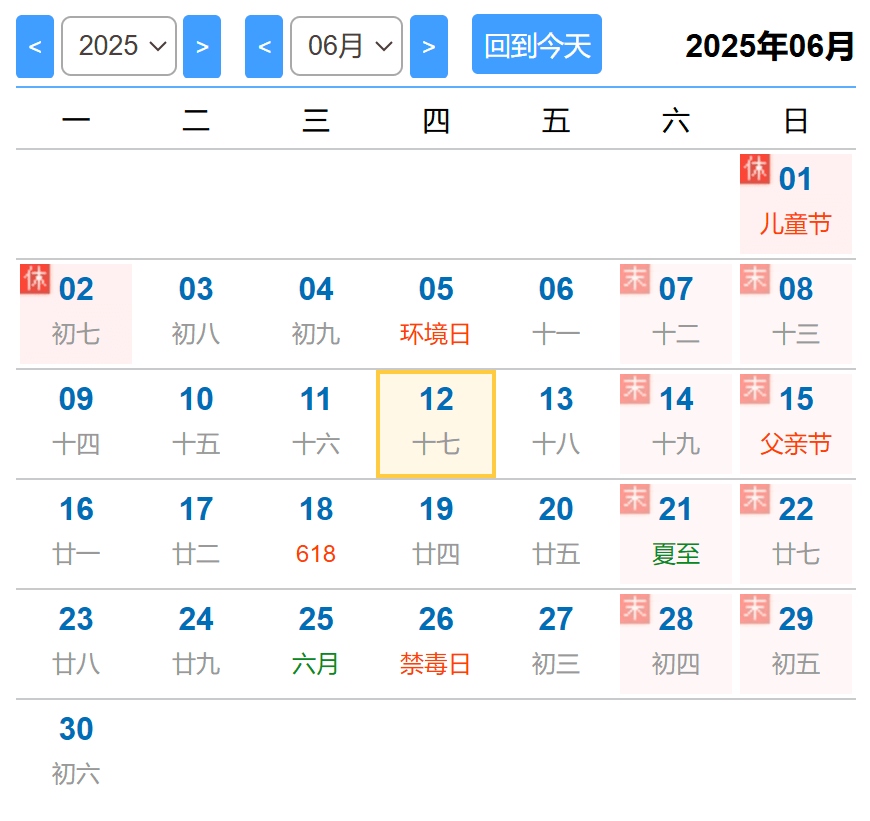 < 2025 > < 06月 > 回到今天 2025年06月
一 二 三 四 五 六 日
休 01
儿童节
休 02 03 04 05 06 末 07 末 08
初七 初八 初九 环境日 十一 十二 十三
09 10 11 12 13 末 14 末 15
十四 十五 十六 十七 十八 十九 父亲节
16 17 18 19 20 末 21 末 22
廿一 廿二 618 廿四 廿五 夏至 廿七
23 24 25 26 27 末 28 末 29
廿八 廿九 六月 禁毒日 初三 初四 初五
30
初六